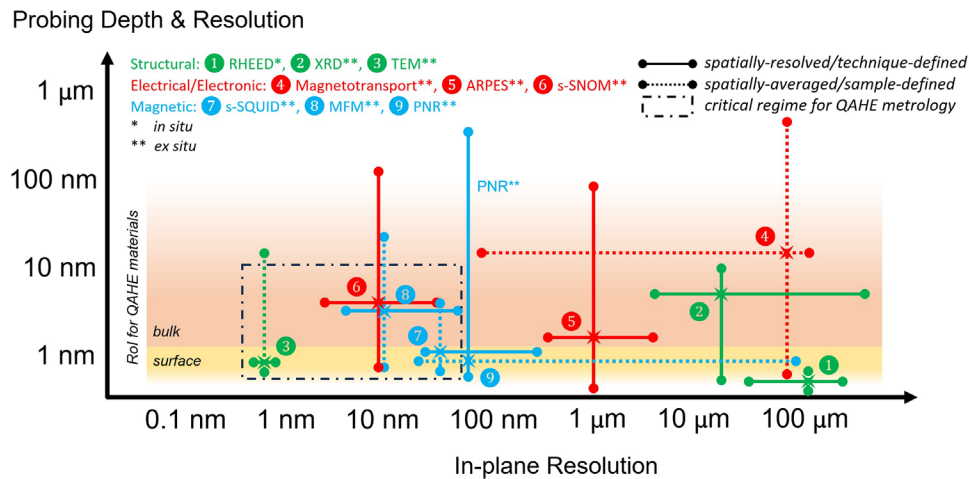 Probing Depth & Resolution
Structural: 1 RHEED*, 2 XRD**, 3 TEM**
Electrical/Electronic: 4 Magnetotransport**, 5 ARPES**, 6 s-SNOM**
Magnetic: 7 s-SQUID**, 8 MFM**, 9 PNR**
* in situ
** ex situ
spatially-resolved/technique-defined
spatially-averaged/sample-defined
critical regime for QAHE metrology
1 μm
100 nm
10 nm
1 nm
RoI for QAHE materials
bulk
surface
PNR**
4
6
8
2
7
5
3
9
1
0.1 nm
1 nm
10 nm
100 nm
1 μm
10 μm
100 μm
In-plane Resolution